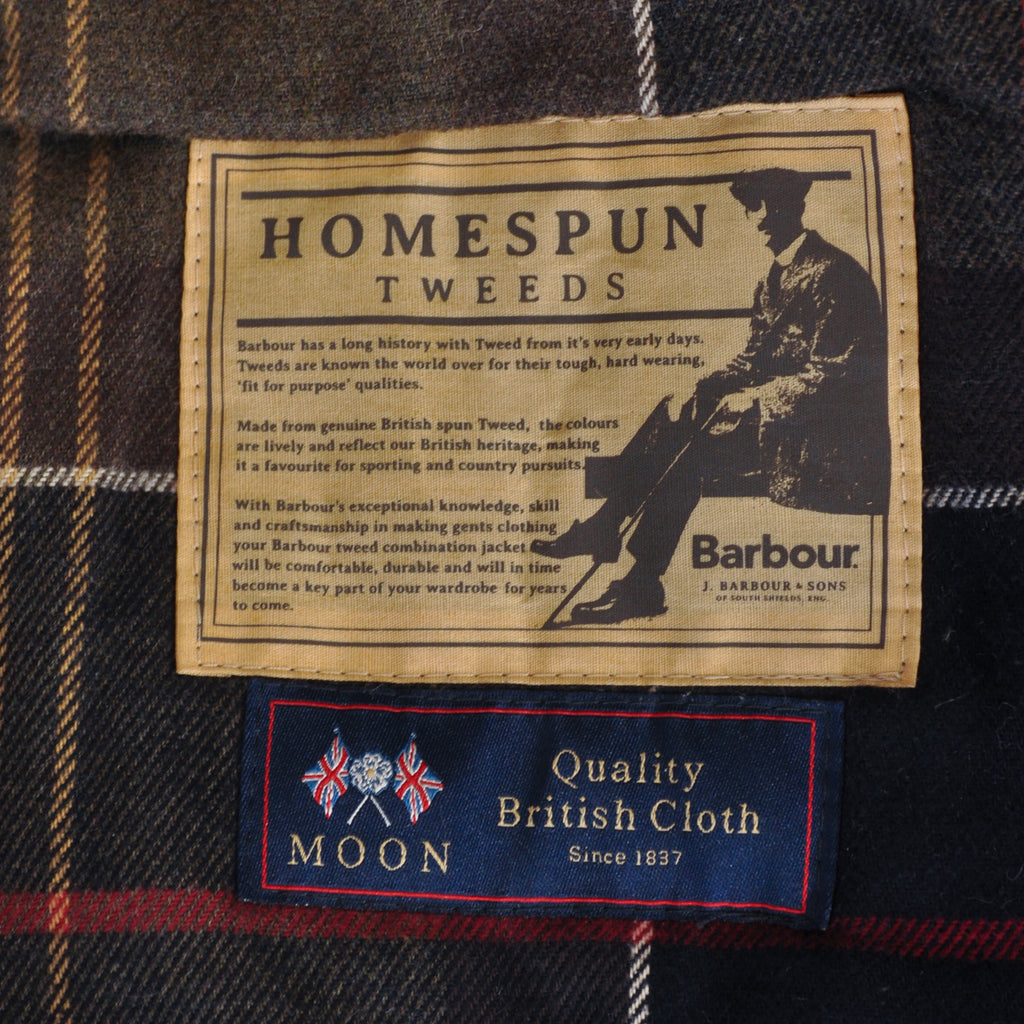 HOMESPUN
TWEEDS
Barbour has a long history with Tweed from it's very early days.
Tweeds are known the world over for their tough, hard wearing,
'fit for purpose' qualities.
Made from genuine British spun Tweed, the colours
are lively and reflect our British heritage, making
it a favourite for sporting and country pursuits.
With Barbour's exceptional knowledge, skill
and craftsmanship in making gents clothing
your Barbour tweed combination jacket
will be comfortable, durable and will in time
become a key part of your wardrobe for years
to come.
Barbour.
J. BARBOUR & SONS
OF SOUTH SHIELDS, ENG.
MOON
Quality
British Cloth
Since 1837